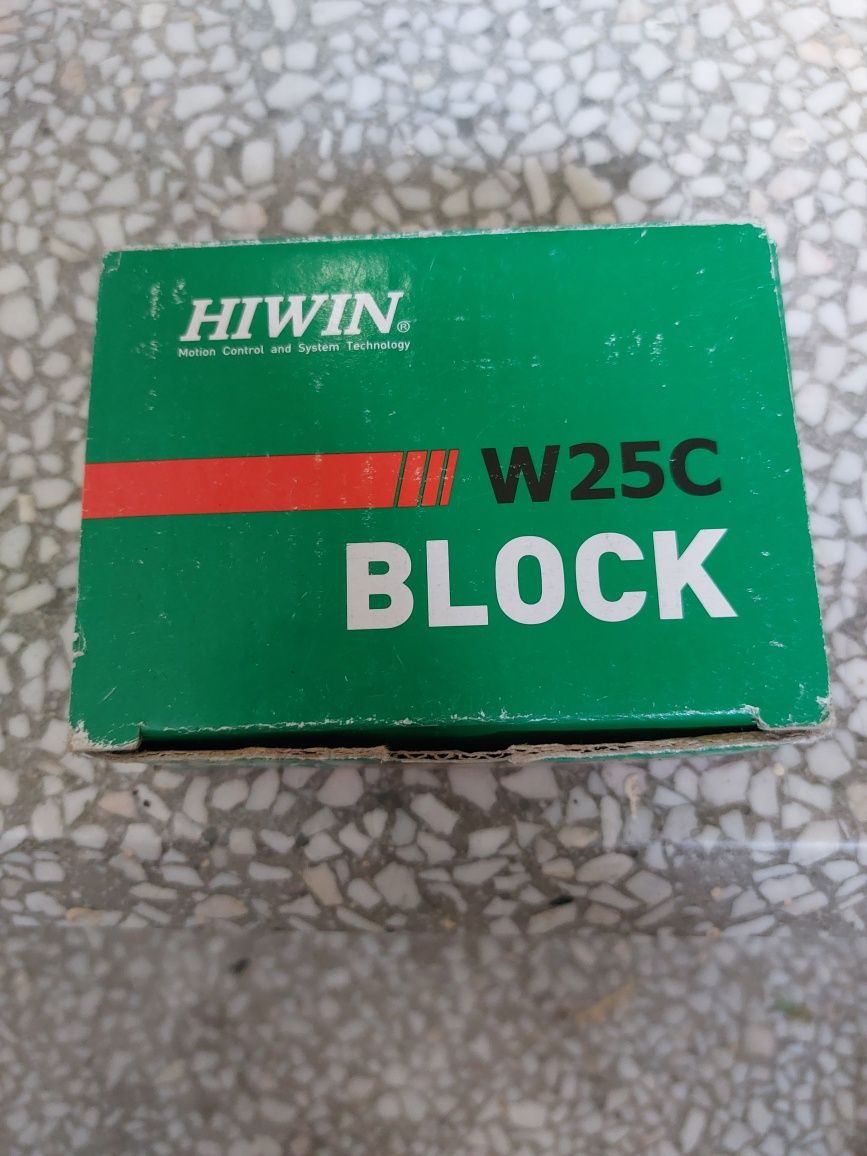 HIWIN®
Motion Control and System Technology
W25C
BLOCK